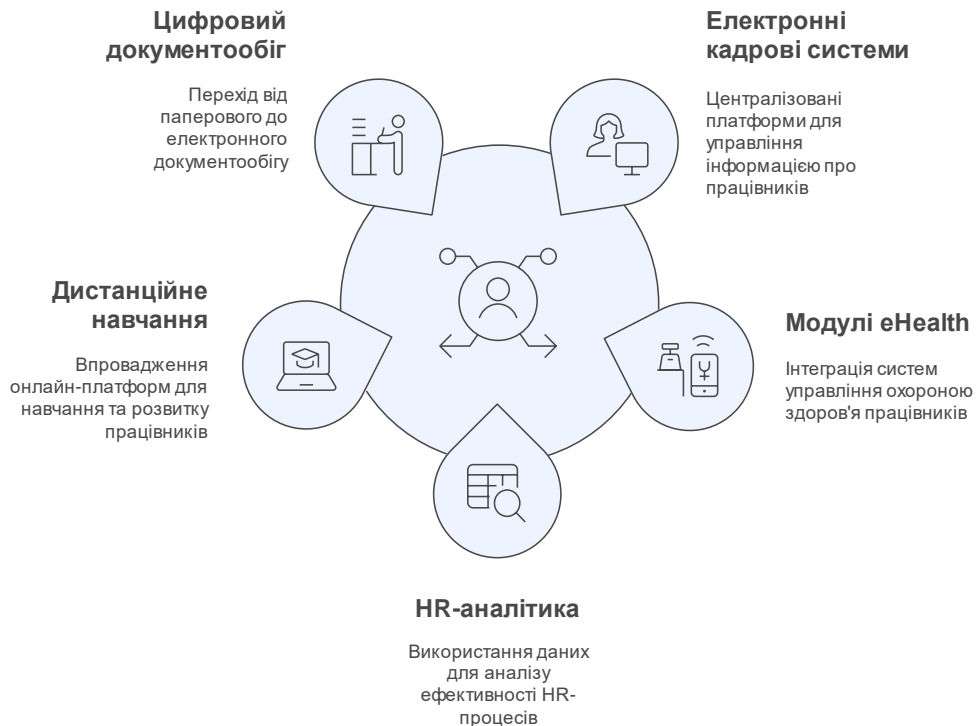 Цифровий
документообіг
Перехід від
паперового до
електронного
документообігу
Електронні
кадрові системи
Централізовані
платформи для
управління
інформацією про
працівників
Дистанційне
навчання
Впровадження
онлайн-платформ для
навчання та розвитку
працівників
Модулі eHealth
Інтеграція систем
управління охороною
здоров'я працівників
HR-аналітика
Використання даних
для аналізу
ефективності HR-
процесів